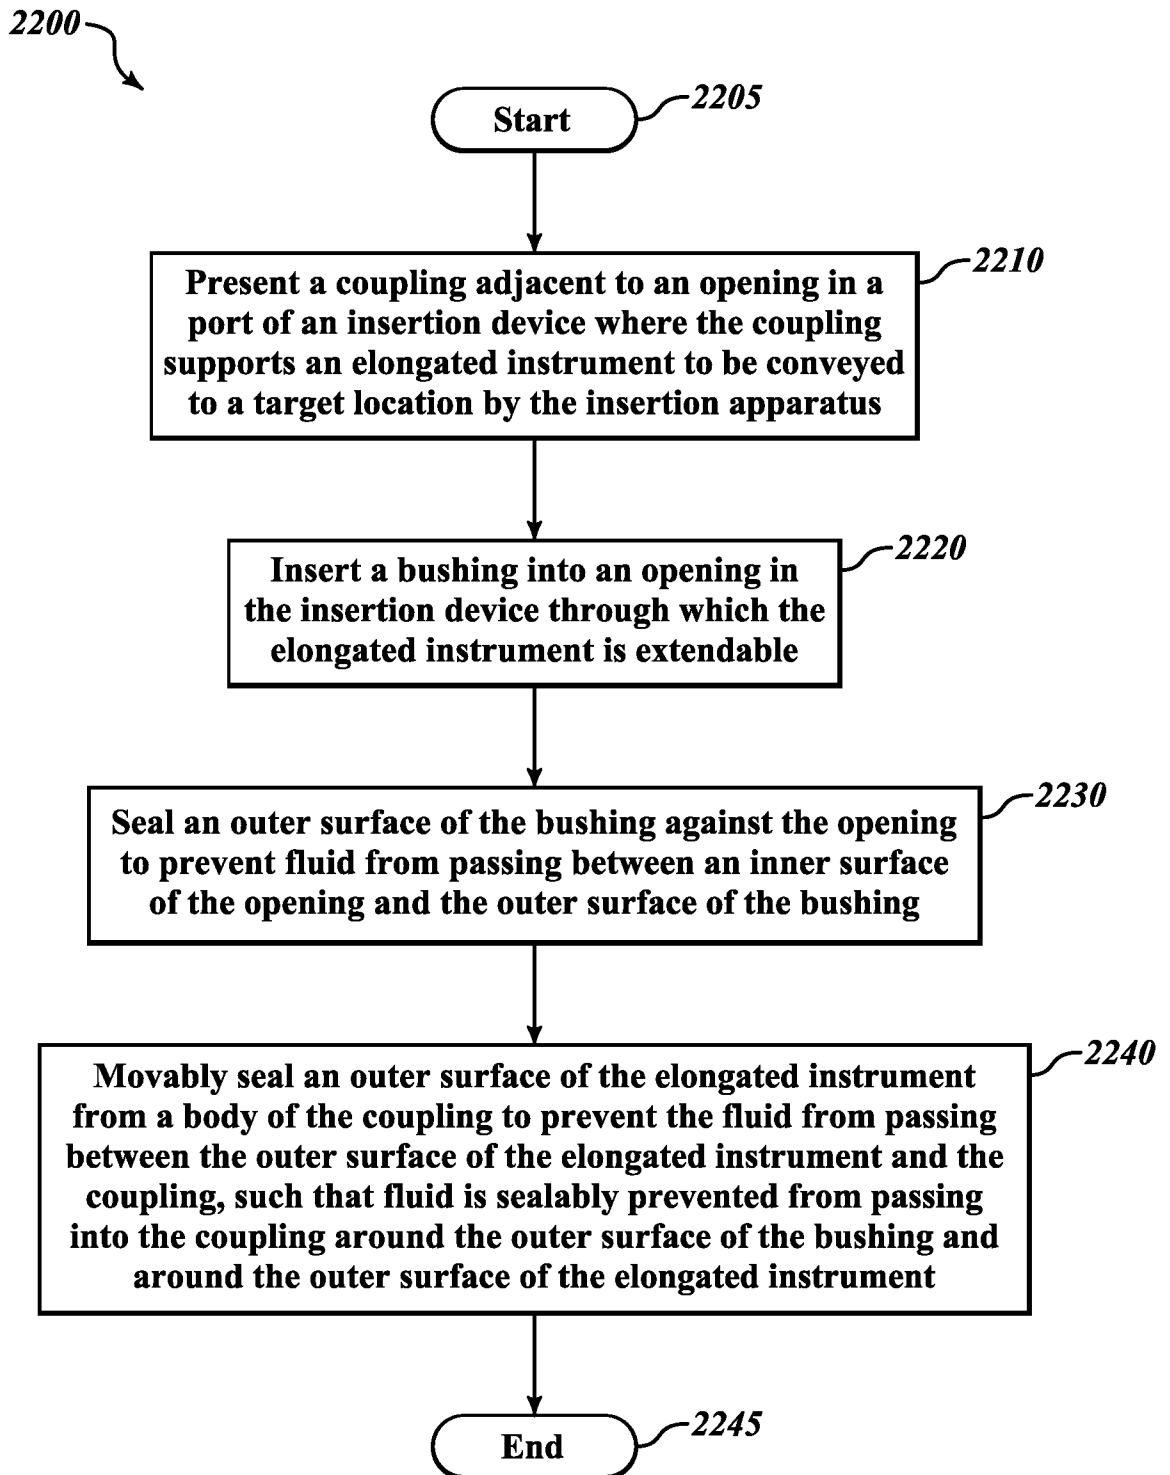 2200
Start
2205
Present a coupling adjacent to an opening in a
port of an insertion device where the coupling
supports an elongated instrument to be conveyed
to a target location by the insertion apparatus
2210
Insert a bushing into an opening in
the insertion device through which the
elongated instrument is extendable
2220
Seal an outer surface of the bushing against the opening
to prevent fluid from passing between an inner surface
of the opening and the outer surface of the bushing
2230
Movably seal an outer surface of the elongated instrument
from a body of the coupling to prevent the fluid from passing
between the outer surface of the elongated instrument and the
coupling, such that fluid is sealably prevented from passing
into the coupling around the outer surface of the bushing and
around the outer surface of the elongated instrument
2240
End
2245